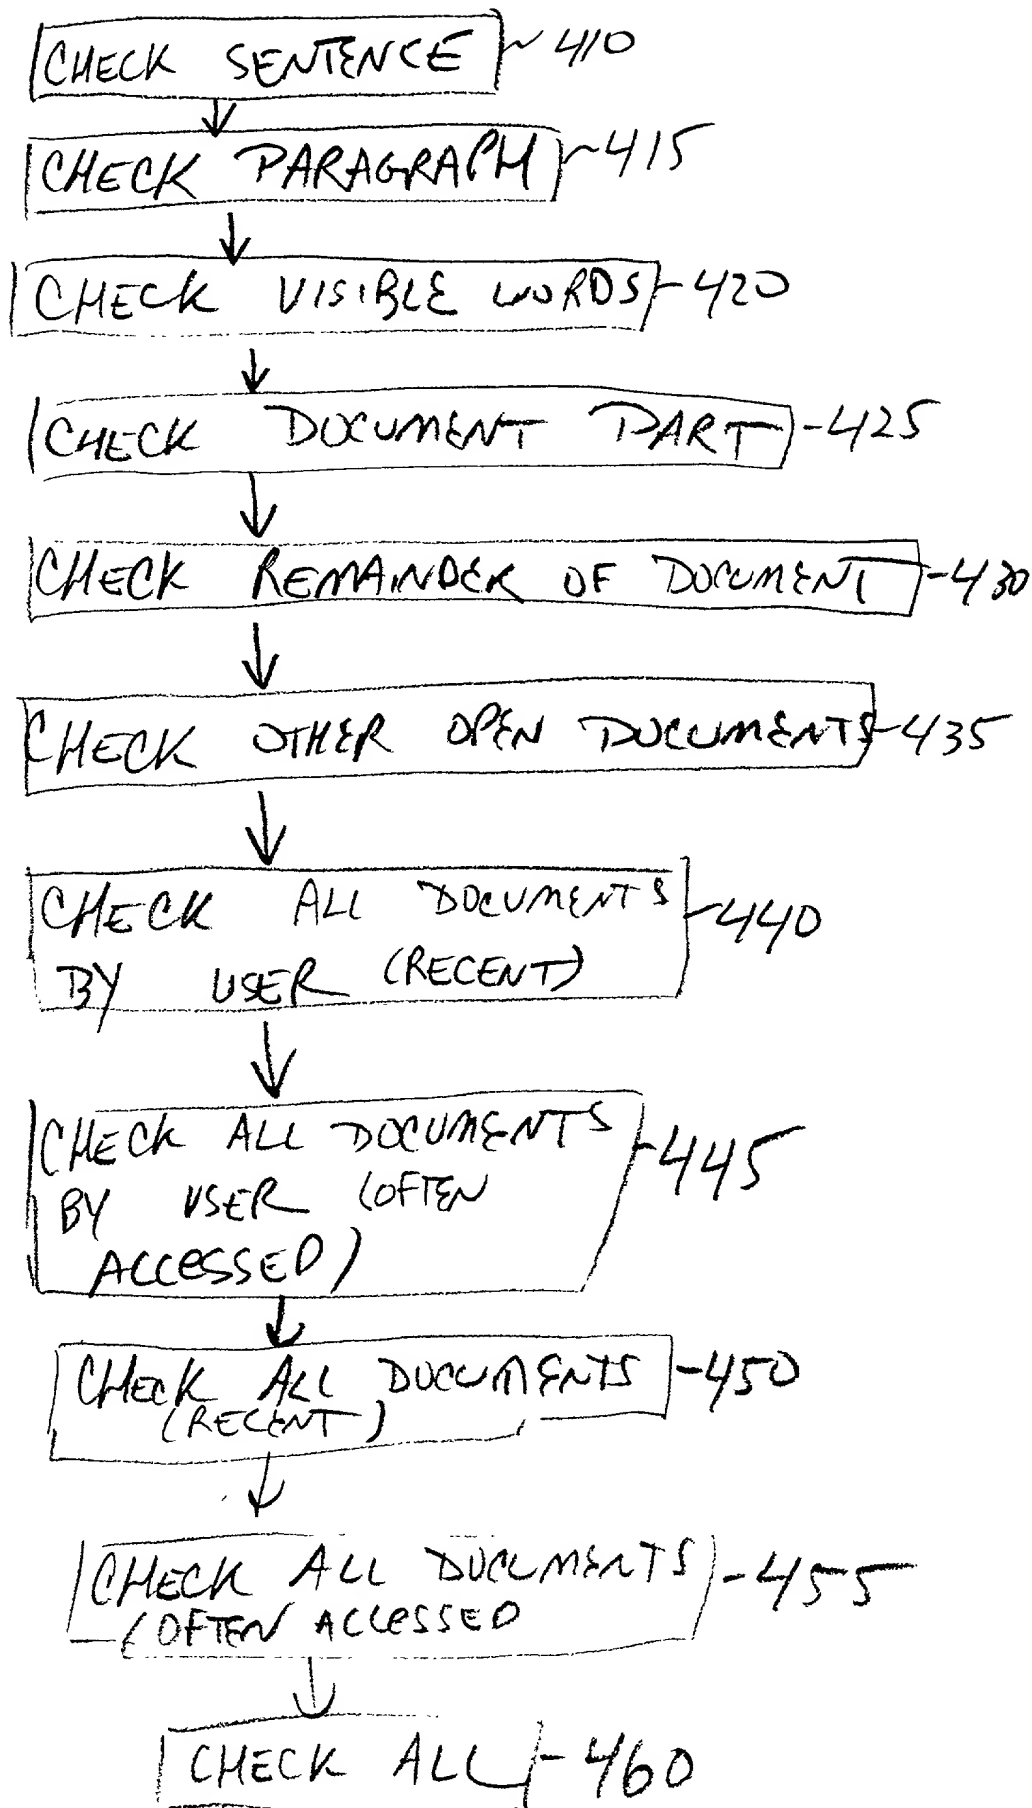 CHECK SENTENCE 410
CHECK PARAGRAPH 415
CHECK VISIBLE WORDS 420
CHECK DOCUMENT PART 425
CHECK REMAINDER OF DOCUMENT 430
CHECK OTHER OPEN DOCUMENTS 435
CHECK ALL DOCUMENTS 440
BY USER (RECENT)
CHECK ALL DOCUMENTS 445
BY USER (OFTEN
ACCESSED)
CHECK ALL DOCUMENTS 450
(RECENT)
CHECK ALL DOCUMENTS 455
(OFTEN ACCESSED
CHECK ALL 460